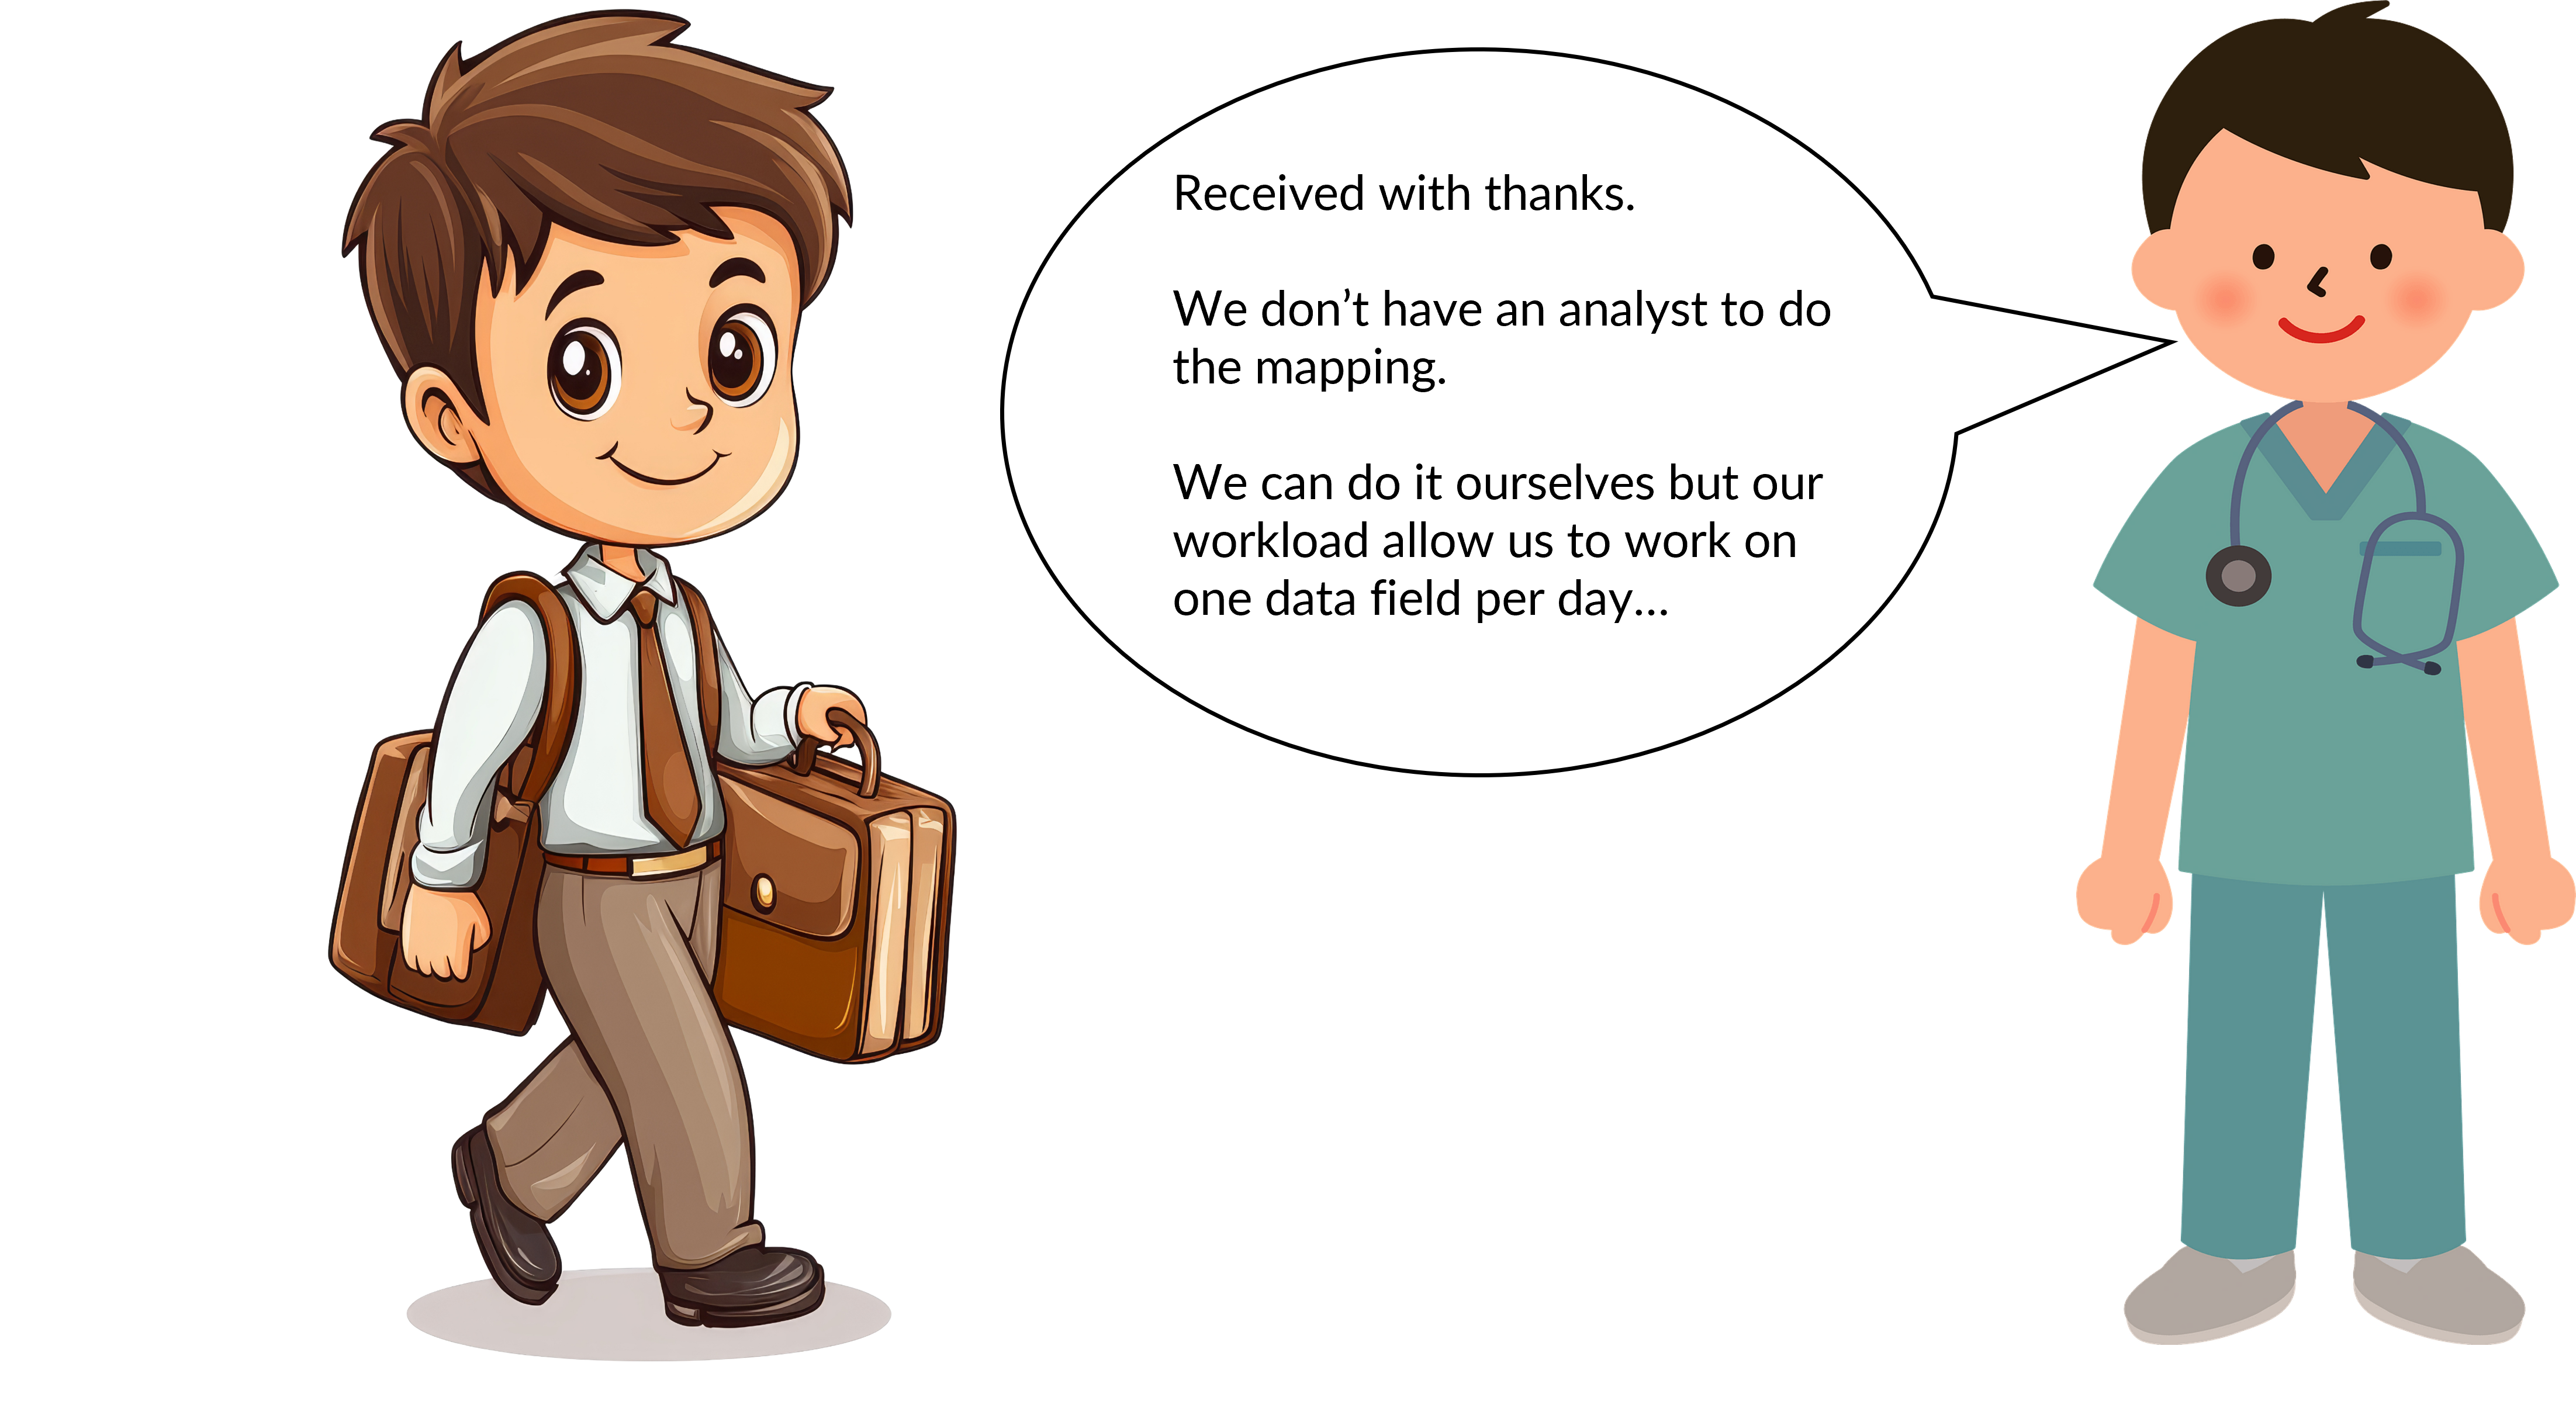 Received with thanks.
We don’t have an analyst to do
the mapping.
We can do it ourselves but our
workload allow us to work on
one data field per day…